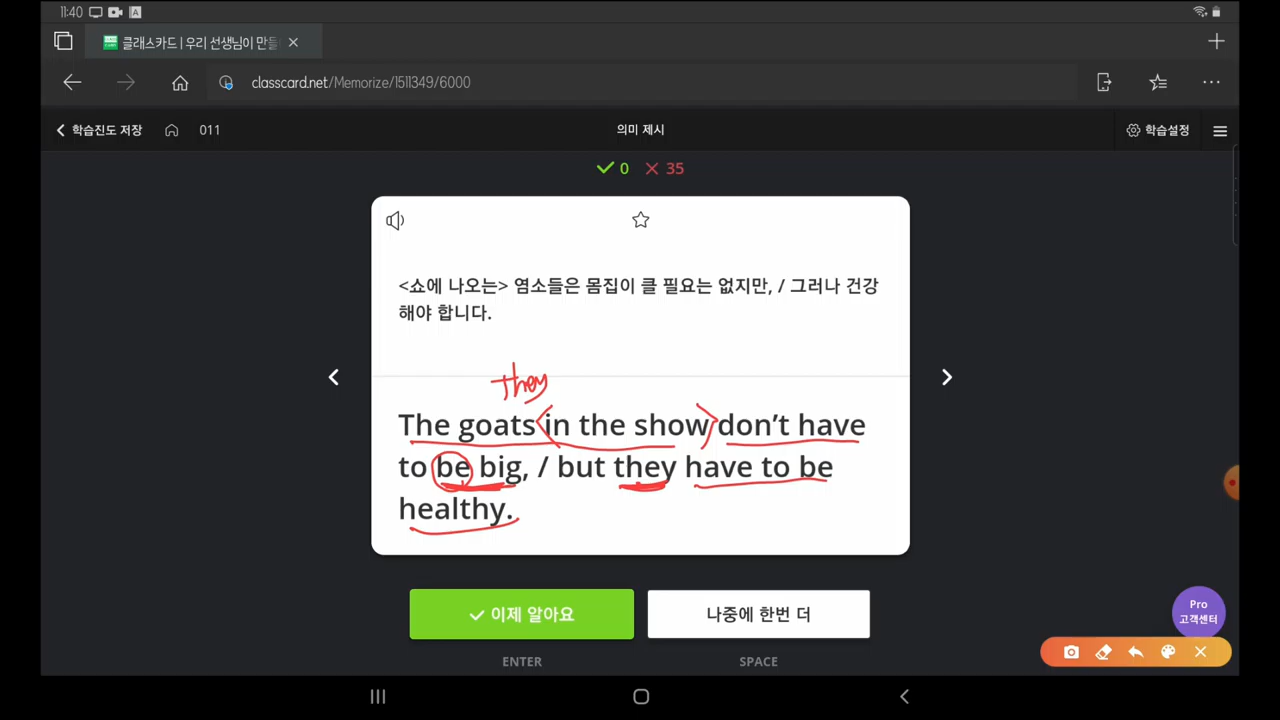 11:40
클래스카드 | 우리 선생님이 만들
classcard.net/Memorize/1511349/6000
학습진도 저장 011 의미 제시 학습설정
0 35
<쇼에 나오는> 염소들은 몸집이 클 필요는 없지만, / 그러나 건강
해야 합니다.
they
The goats in the show don't have
to be big, / but they have to be
healthy.
이제 알아요 나중에 한번 더
ENTER SPACE
Pro
고객센터